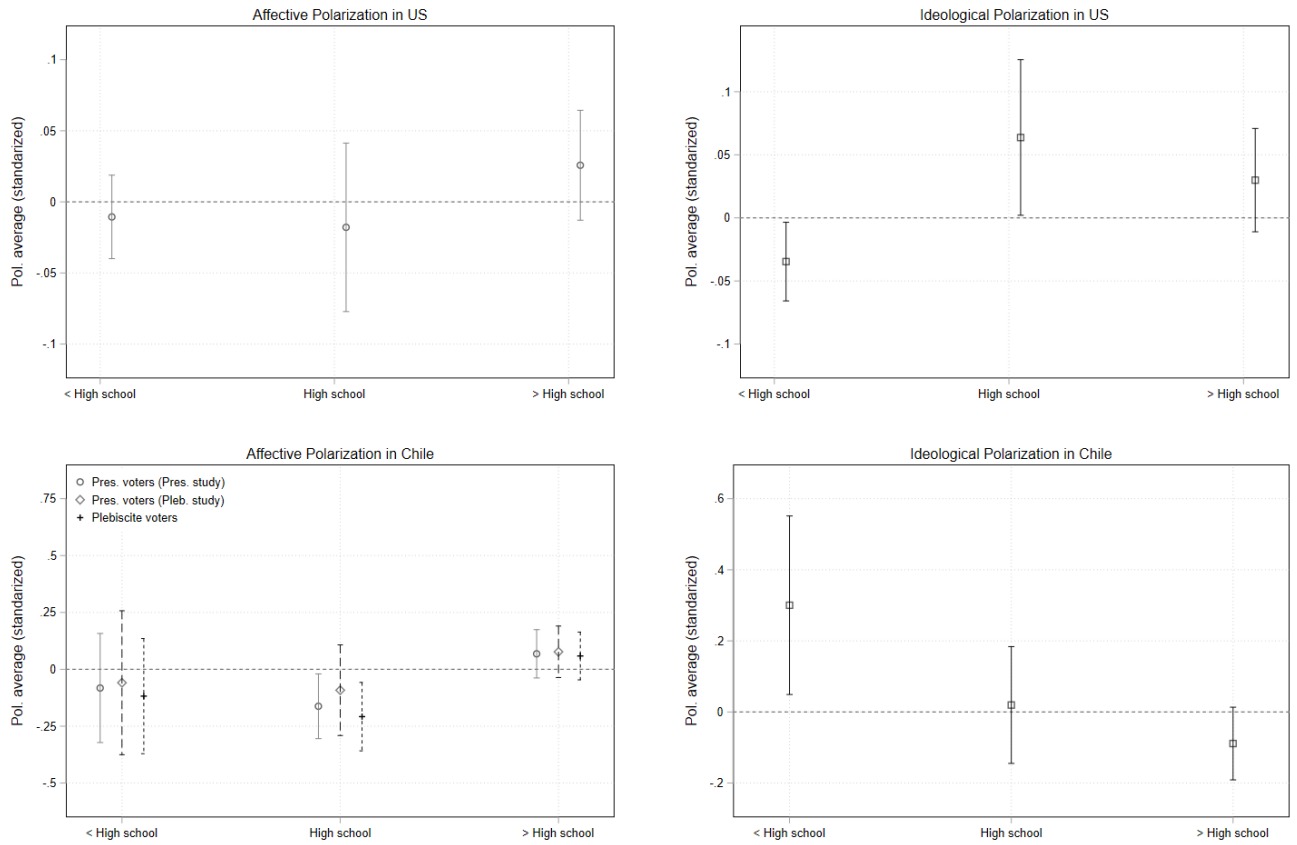 Affective Polarization in US
Pol. average (standarized)
.1
.05
0
-.05
-.1
< High school
High school
> High school
Ideological Polarization in US
Pol. average (standarized)
.1
.05
0
-.05
-.1
< High school
High school
> High school
Affective Polarization in Chile
Pres. voters (Pres. study)
Pres. voters (Pleb. study)
Plebiscite voters
Pol. average (standarized)
.75
.5
.25
0
-.25
-.5
< High school
High school
> High school
Ideological Polarization in Chile
Pol. average (standarized)
.6
.4
.2
0
-.2
< High school
High school
> High school